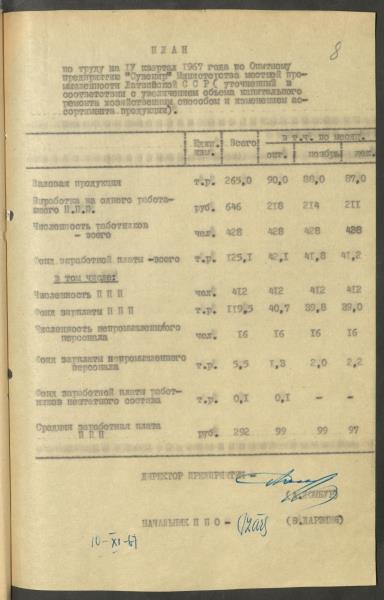 8
П Л А Н
по труду на IV квартал 1967 года по Опытному
предприятию "Сувенир" Министерства местной про-
мышленности Латвийской С С Р ( уточненный в
соответствии с увеличением объема капитального
ремонта хозяйственным способом и изменением ас-
сортимента продукции).
Един. изм. Всего в т.ч. по месяц.
окт. ноябрь дек.
Валовая продукция т.р. 265,0 90,0 88,0 87,0
Выработка на одного работа-
ющего П.П.П. руб. 646 218 214 211
Численность работников
- всего чел. 428 428 428 428
Фонд заработной платы -всего т.р. 125,1 42,1 41,8 41,2
в том числе:
Численность П П П чел. 412 412 412 412
Фонд зарплаты П П П т.р. 119,5 40,7 39,8 39,0
Численность непромышленного
персонала чел. 16 16 16 16
Фонд зарплаты непромышленного
персонала т.р. 5,5 1,3 2,0 2,2
Фонд заработной платы работ-
ников несписочного состава т.р. 0,1 0,1 - -
Средняя заработная плата
П П П руб. 292 99 99 97
ДИРЕКТОР ПРЕДПРИЯТИЯ
НАЧАЛЬНИК П П О -
10-XI-67